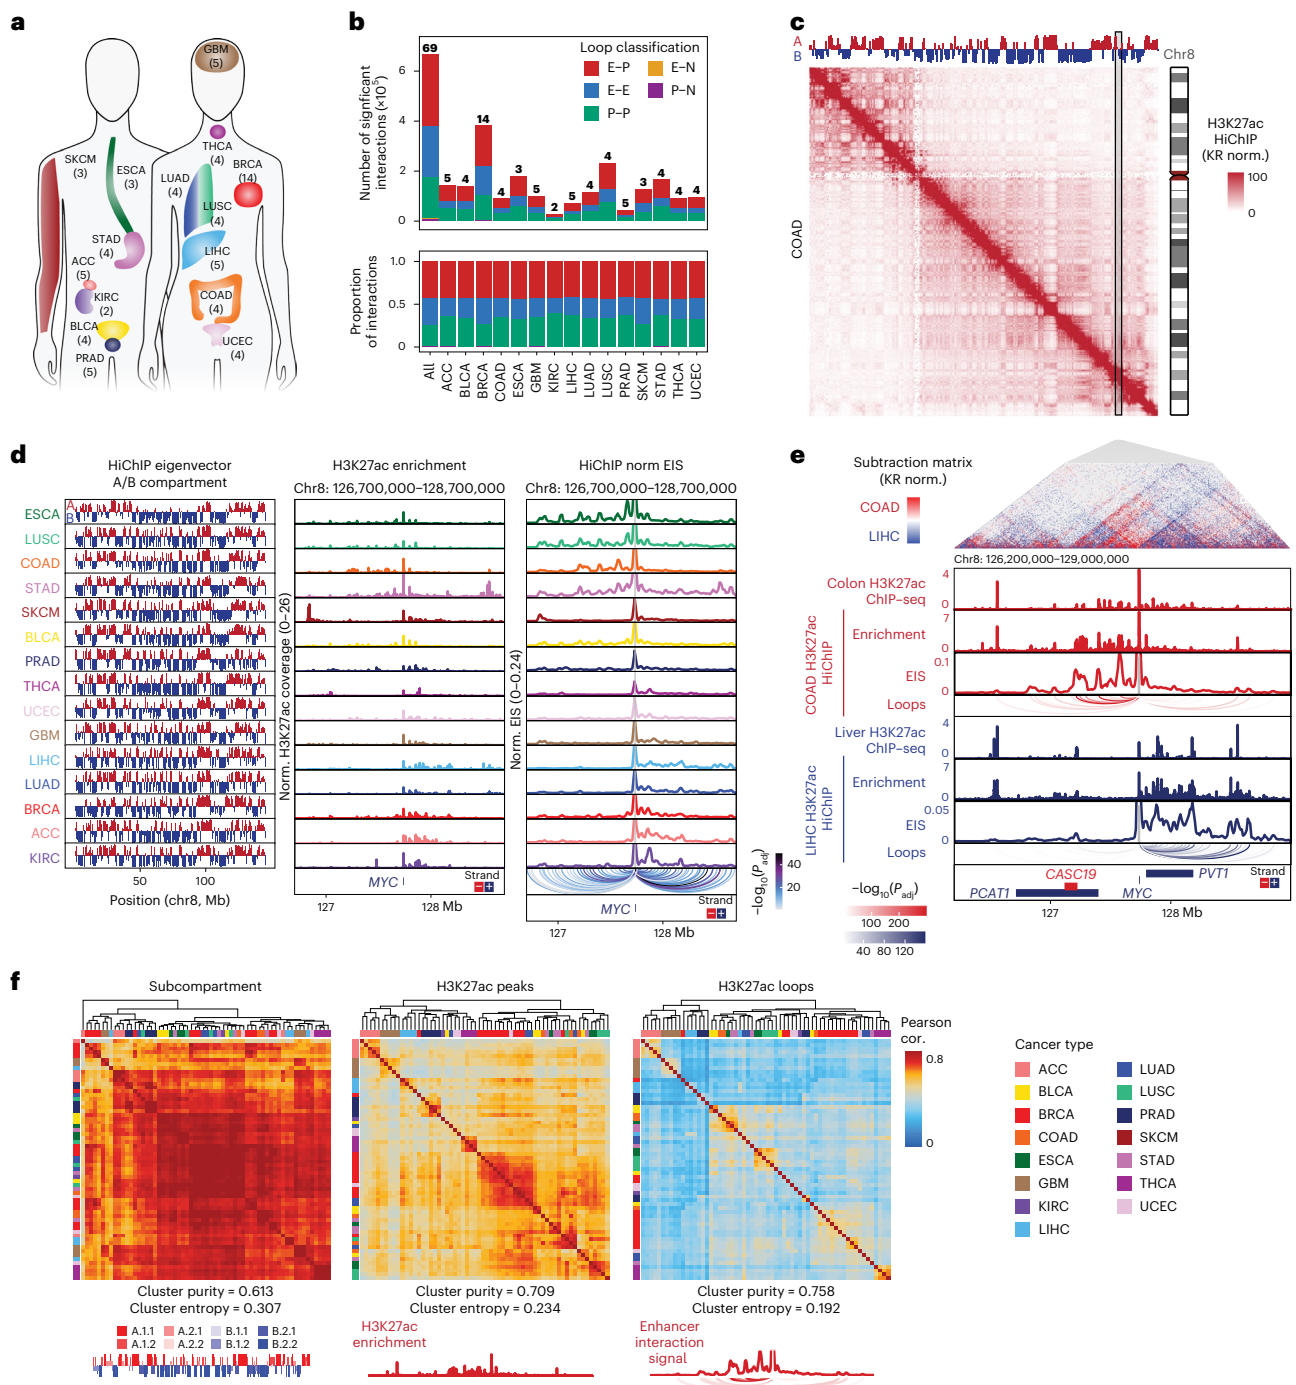 a
GBM
(5)
THCA
(4)
SKCM
(3)
ESCA
(3)
LUAD
(4)
BRCA
(14)
LUSC
(4)
STAD
(4)
LIHC
(5)
ACC
(5)
KIRC
(2)
COAD
(4)
BLCA
(4)
UCEC
(4)
PRAD
(5)
b
Number of signficant
interactions (×10⁵)
6
4
2
0
69
5
4
14
4
3
5
2
5
4
4
5
3
4
4
4
Loop classification
E–P
E–N
E–E
P–N
P–P
Proportion
of interactions
1.0
0.5
0
All
ACC
BLCA
BRCA
COAD
ESCA
GBM
KIRC
LIHC
LUAD
LUSC
PRAD
SKCM
STAD
THCA
UCEC
c
A
B
Chr8
COAD
H3K27ac
HiChIP
(KR norm.)
100
0
d
HiChIP eigenvector
A/B compartment
A
B
ESCA
LUSC
COAD
STAD
SKCM
BLCA
PRAD
THCA
UCEC
GBM
LIHC
LUAD
BRCA
ACC
KIRC
50
100
Position (chr8, Mb)
H3K27ac enrichment
Chr8: 126,700,000–128,700,000
Norm. H3K27ac coverage (0–26)
MYC
Strand
−
+
127
128 Mb
HiChIP norm EIS
Chr8: 126,700,000–128,700,000
Norm. EIS (0–0.24)
MYC
Strand
−
+
127
128 Mb
−log10(Padj)
40
20
e
Subtraction matrix
(KR norm.)
COAD
LIHC
Chr8: 126,200,000–129,000,000
Colon H3K27ac
ChIP–seq
4
0
COAD H3K27ac
HiChIP
Enrichment
7
0
EIS
0.1
0
Loops
Liver H3K27ac
ChIP–seq
4
0
LIHC H3K27ac
HiChIP
Enrichment
7
0
EIS
0.05
0
Loops
CASC19
PCAT1
MYC
PVT1
Strand
−
+
127
128 Mb
−log10(Padj)
100 200
40 80 120
f
Subcompartment
Cluster purity = 0.613
Cluster entropy = 0.307
A.1.1
A.2.1
B.1.1
B.2.1
A.1.2
A.2.2
B.1.2
B.2.2
H3K27ac peaks
Cluster purity = 0.709
Cluster entropy = 0.234
H3K27ac
enrichment
H3K27ac loops
Cluster purity = 0.758
Cluster entropy = 0.192
Enhancer
interaction
signal
Pearson
cor.
0.8
0
Cancer type
ACC
BLCA
BRCA
COAD
ESCA
GBM
KIRC
LIHC
LUAD
LUSC
PRAD
SKCM
STAD
THCA
UCEC